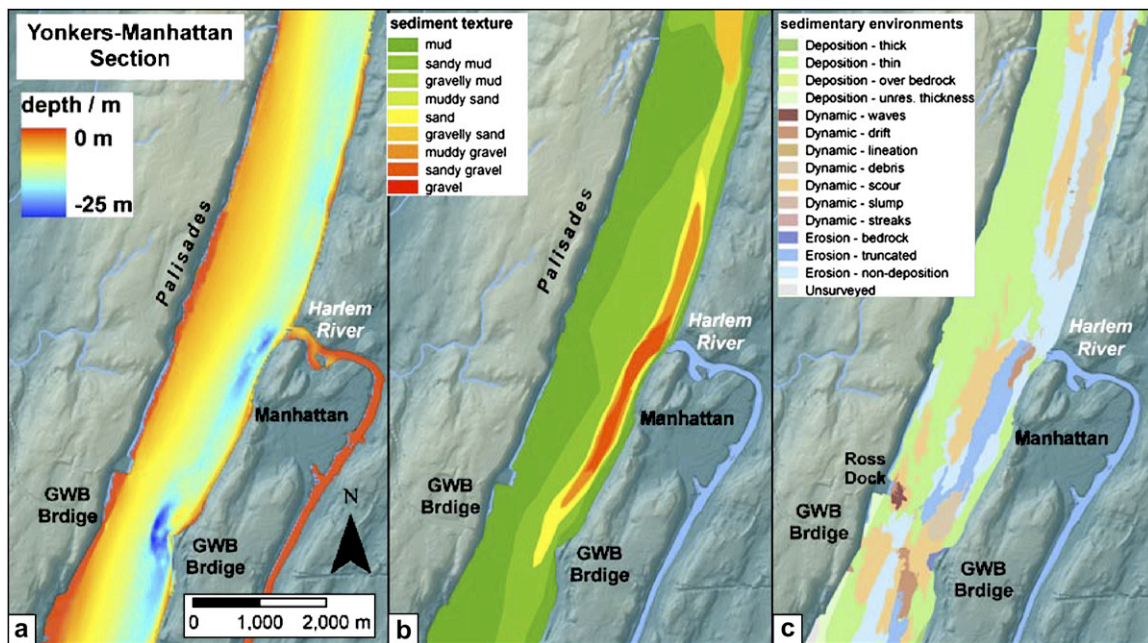 Yonkers-Manhattan
Section
depth / m
0 m
-25 m
Palisades
Harlem
River
Manhattan
GWB
Brdige
GWB
Brdige
N
0
1,000
2,000 m
a
sediment texture
mud
sandy mud
gravelly mud
muddy sand
sand
gravelly sand
muddy gravel
sandy gravel
gravel
Palisades
Harlem
River
Manhattan
GWB
Brdige
GWB
Brdige
b
sedimentary environments
Deposition - thick
Deposition - thin
Deposition - over bedrock
Deposition - unres. thickness
Dynamic - waves
Dynamic - drift
Dynamic - lineation
Dynamic - debris
Dynamic - scour
Dynamic - slump
Dynamic - streaks
Erosion - bedrock
Erosion - truncated
Erosion - non-deposition
Unsurveyed
Harlem
River
Manhattan
Ross
Dock
GWB
Brdige
GWB
Brdige
c